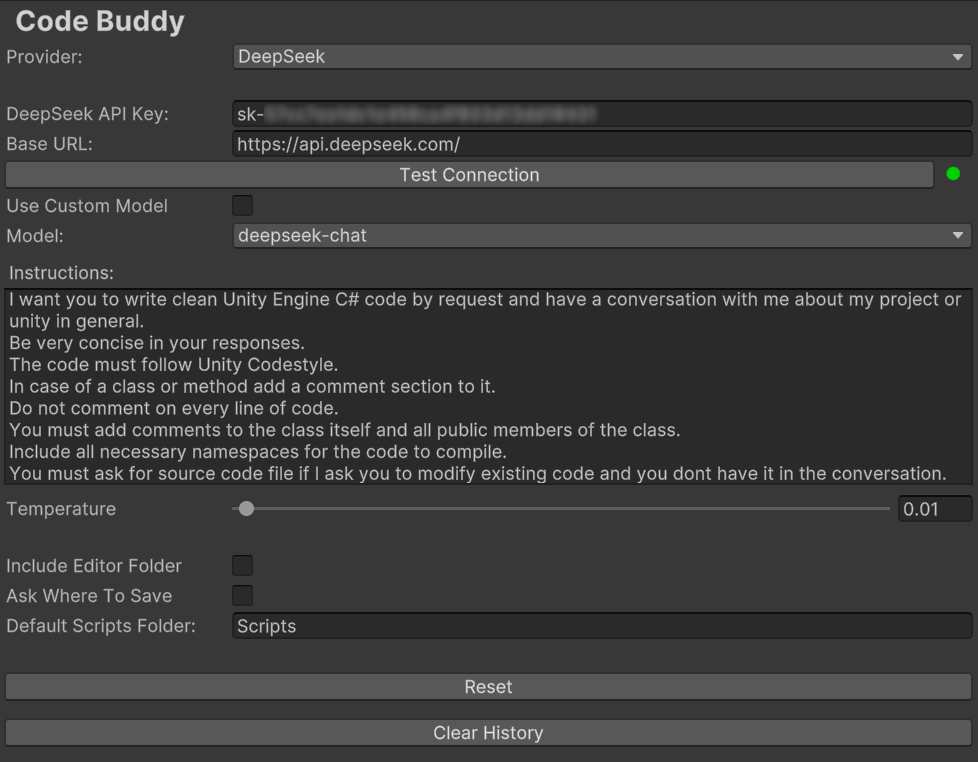 Code Buddy
Provider: DeepSeek
DeepSeek API Key: sk-
Base URL: https://api.deepseek.com/
Test Connection
Use Custom Model
Model: deepseek-chat
Instructions:
I want you to write clean Unity Engine C# code by request and have a conversation with me about my project or
unity in general.
Be very concise in your responses.
The code must follow Unity Codestyle.
In case of a class or method add a comment section to it.
Do not comment on every line of code.
You must add comments to the class itself and all public members of the class.
Include all necessary namespaces for the code to compile.
You must ask for source code file if I ask you to modify existing code and you dont have it in the conversation.
Temperature 0.01
Include Editor Folder
Ask Where To Save
Default Scripts Folder: Scripts
Reset
Clear History